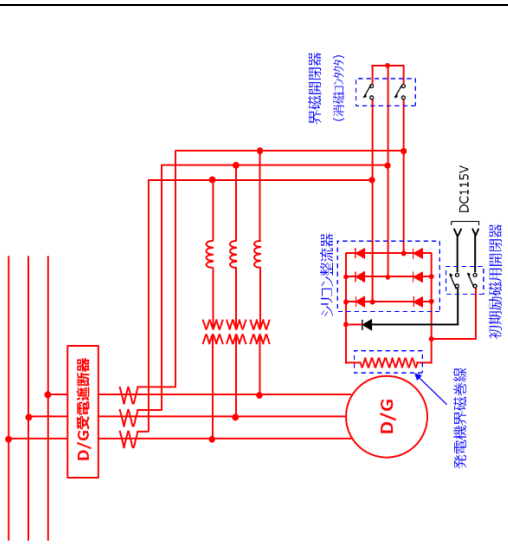 界磁開閉器
(消磁コンタクタ)
DC115V
シリコン整流器
初期励磁用開閉器
D/G受電遮断器
D/G
発電機界磁巻線